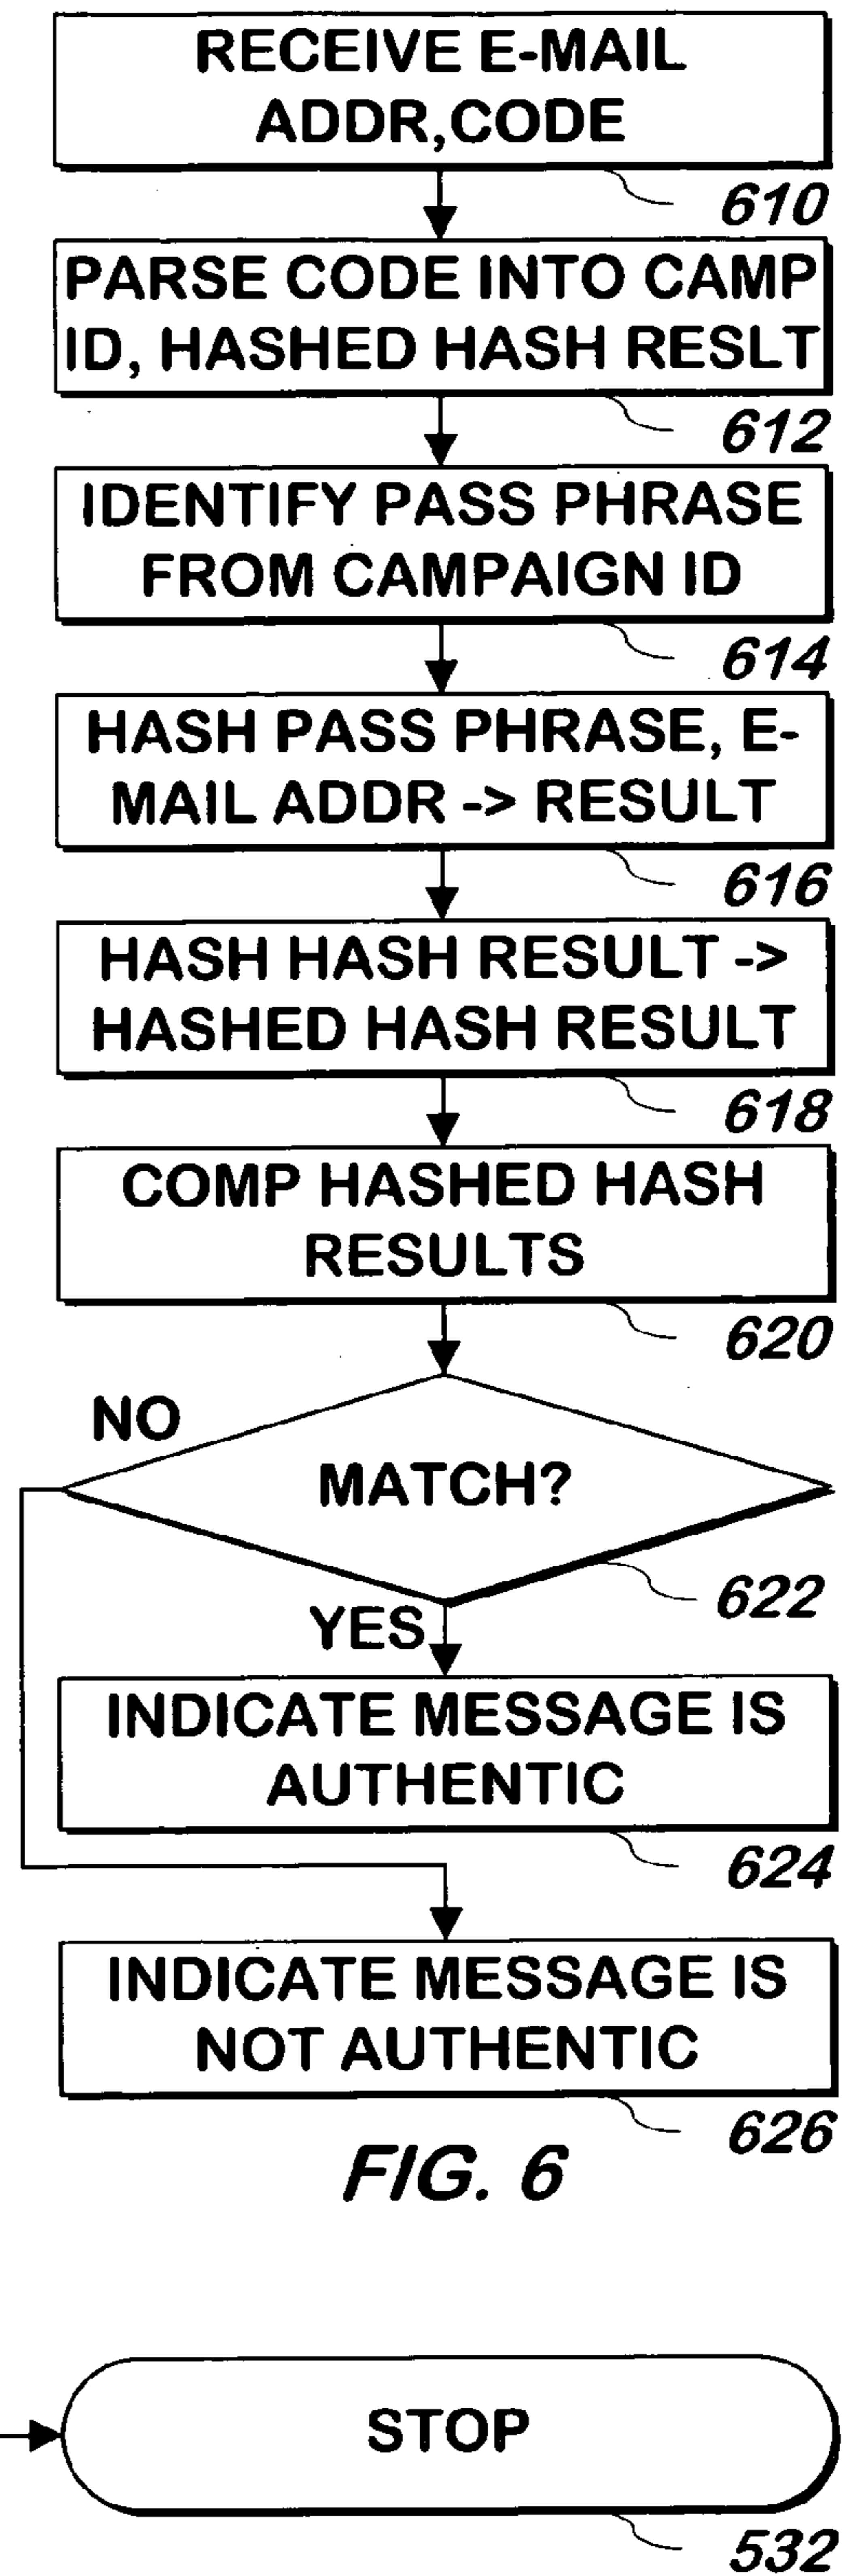 RECEIVE E-MAIL
ADDR,CODE
610
PARSE CODE INTO CAMP
ID, HASHED HASH RESLT
612
IDENTIFY PASS PHRASE
FROM CAMPAIGN ID
614
HASH PASS PHRASE, E-
MAIL ADDR -> RESULT
616
HASH HASH RESULT ->
HASHED HASH RESULT
618
COMP HASHED HASH
RESULTS
620
NO
MATCH?
622
YES
INDICATE MESSAGE IS
AUTHENTIC
624
INDICATE MESSAGE IS
NOT AUTHENTIC
626
FIG. 6
STOP
532